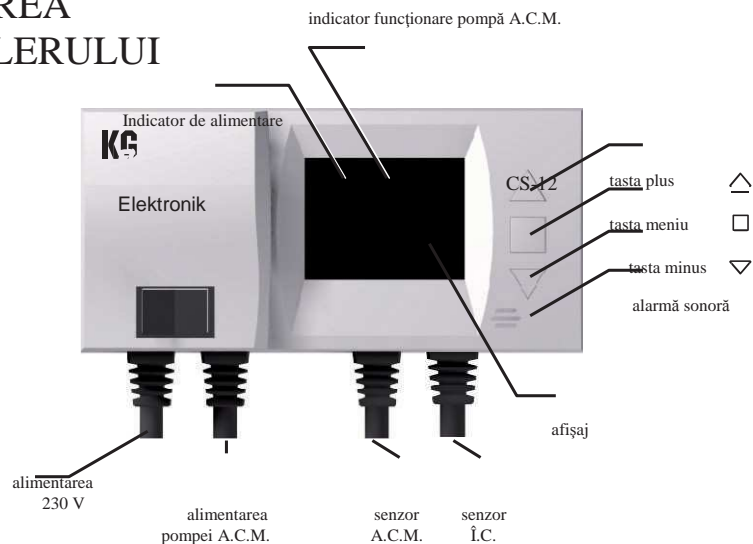 REA
LERULUI
indicator funcționare pompă A.C.M.
Indicator de alimentare
KG
Elektronik
CS-12
tasta plus
tasta meniu
tasta minus
alarmă sonoră
afișaj
alimentarea
230 V
alimentarea
pompei A.C.M.
senzor
A.C.M.
senzor
Î.C.